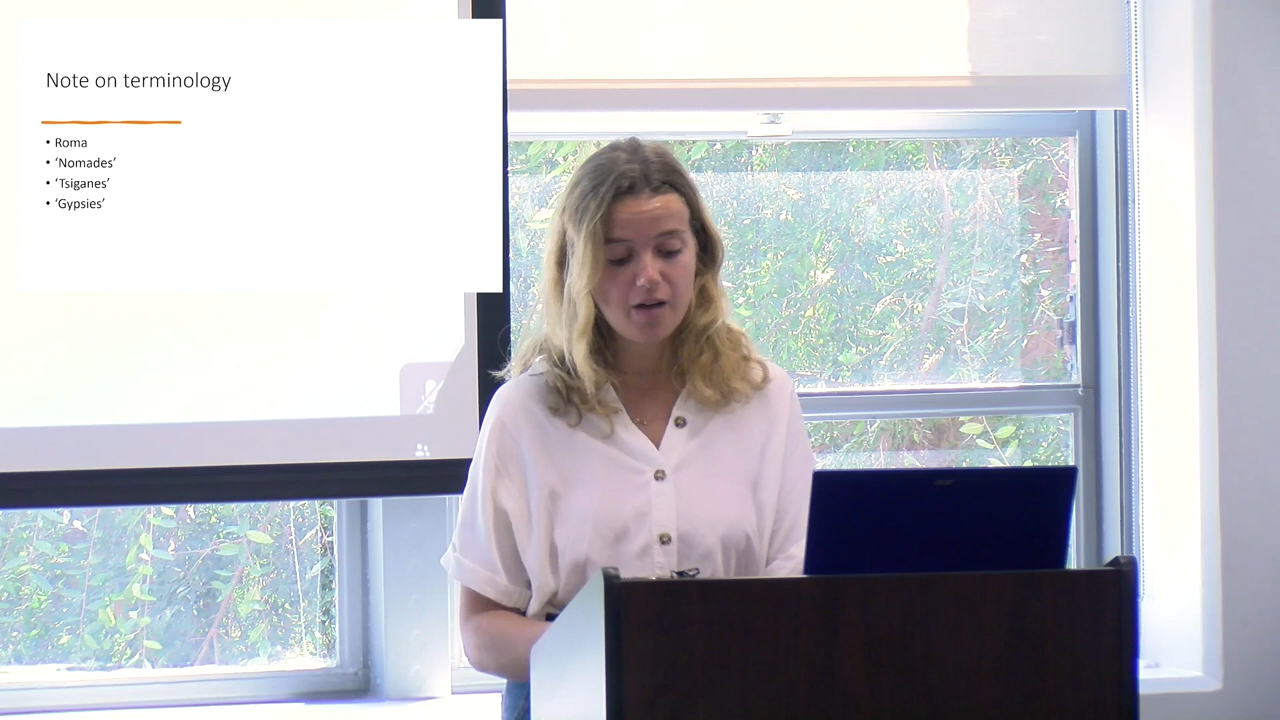 Note on terminology
• Roma
• ‘Nomades’
• ‘Tsiganes’
• ‘Gypsies’